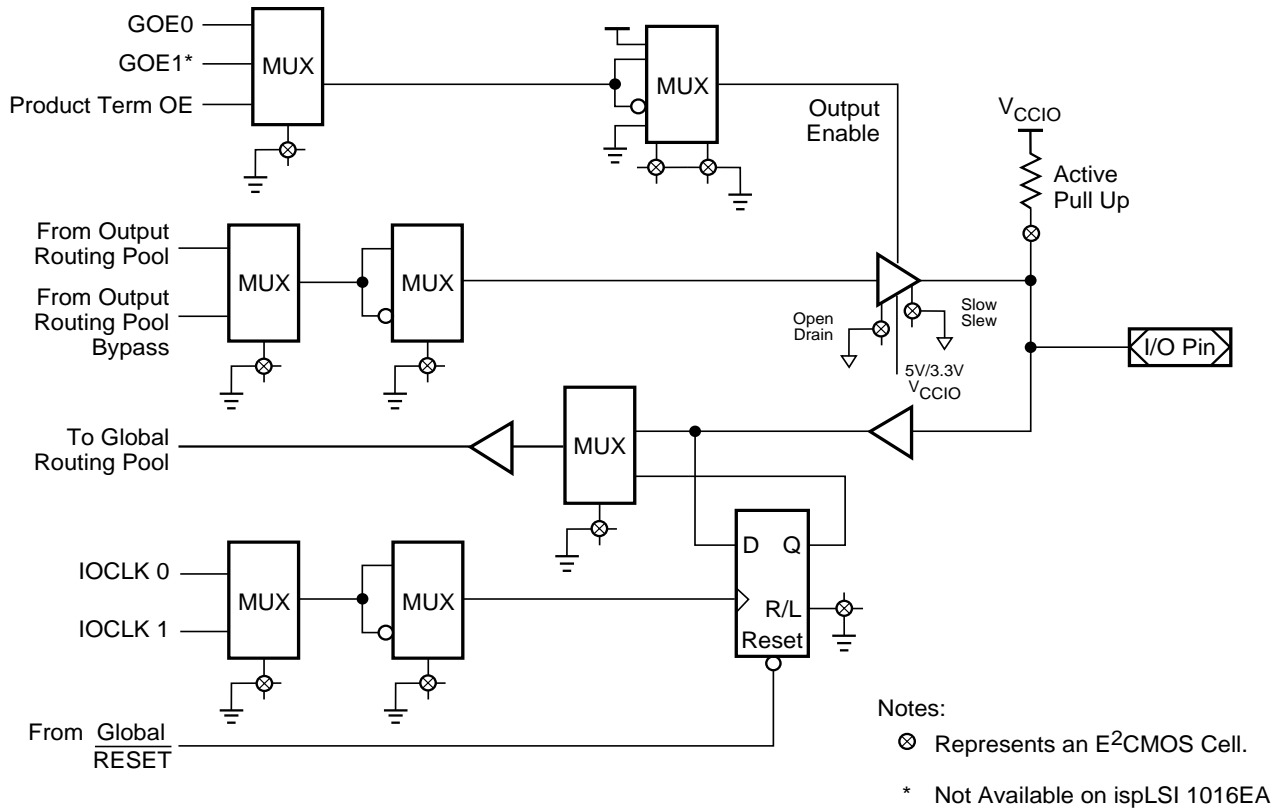 GOE0
GOE1*
Product Term OE
MUX
MUX
Output
Enable
VCCIO
Active
Pull Up
From Output
Routing Pool
From Output
Routing Pool
Bypass
MUX
MUX
Open
Drain
Slow
Slew
5V/3.3V
VCCIO
I/O Pin
To Global
Routing Pool
MUX
IOCLK 0
IOCLK 1
MUX
MUX
D Q
R/L
Reset
From Global
RESET
Notes:
⊗ Represents an E2CMOS Cell.
* Not Available on ispLSI 1016EA